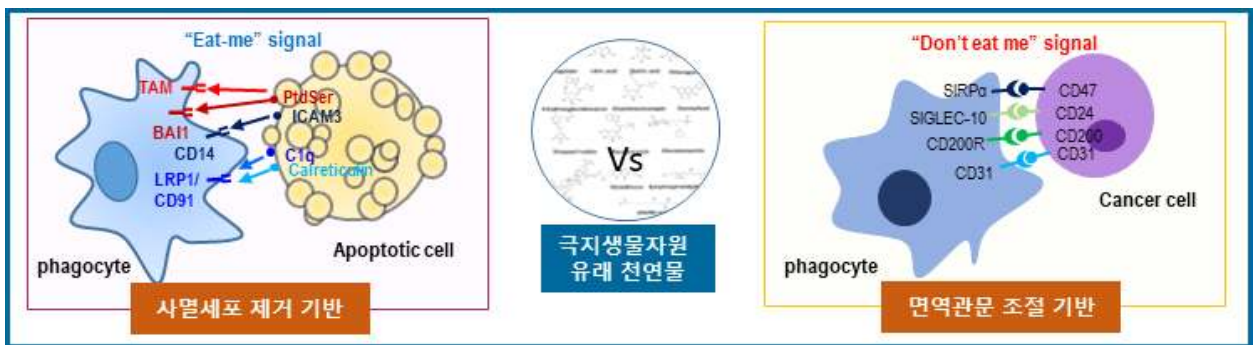 “Eat-me” signal
TAM
PtdSer
ICAM3
BAI1
CD14
C1q
Calreticulin
LRP1/
CD91
Apoptotic cell
phagocyte
사멸세포 제거 기반
Vs
극지생물자원
유래 천연물
“Don’t eat me” signal
SIRPα
CD47
SIGLEC-10
CD24
CD200R
CD200
CD31
CD31
Cancer cell
phagocyte
면역관문 조절 기반